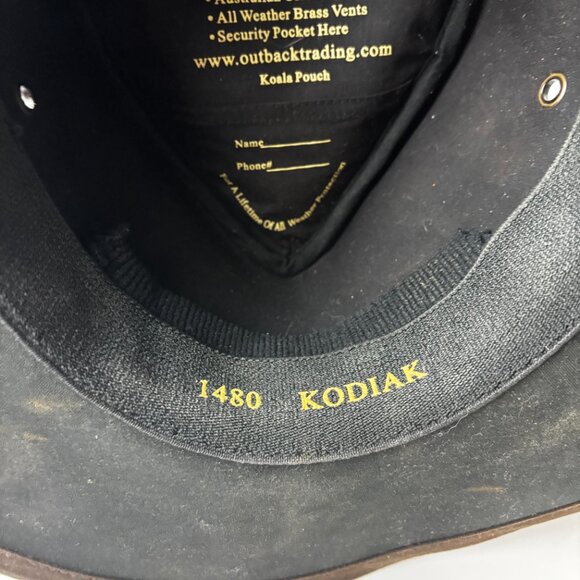 • Australian
• All Weather Brass Vents
• Security Pocket Here
www.outbacktrading.com
Koala Pouch
Name
Phone#
For A Lifetime Of All Weather Protection
1480 KODIAK